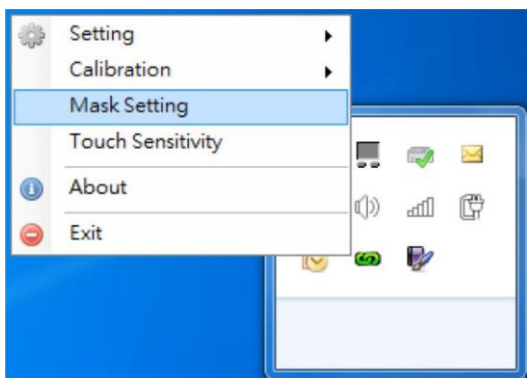 Setting
Calibration
Mask Setting
Touch Sensitivity
About
Exit